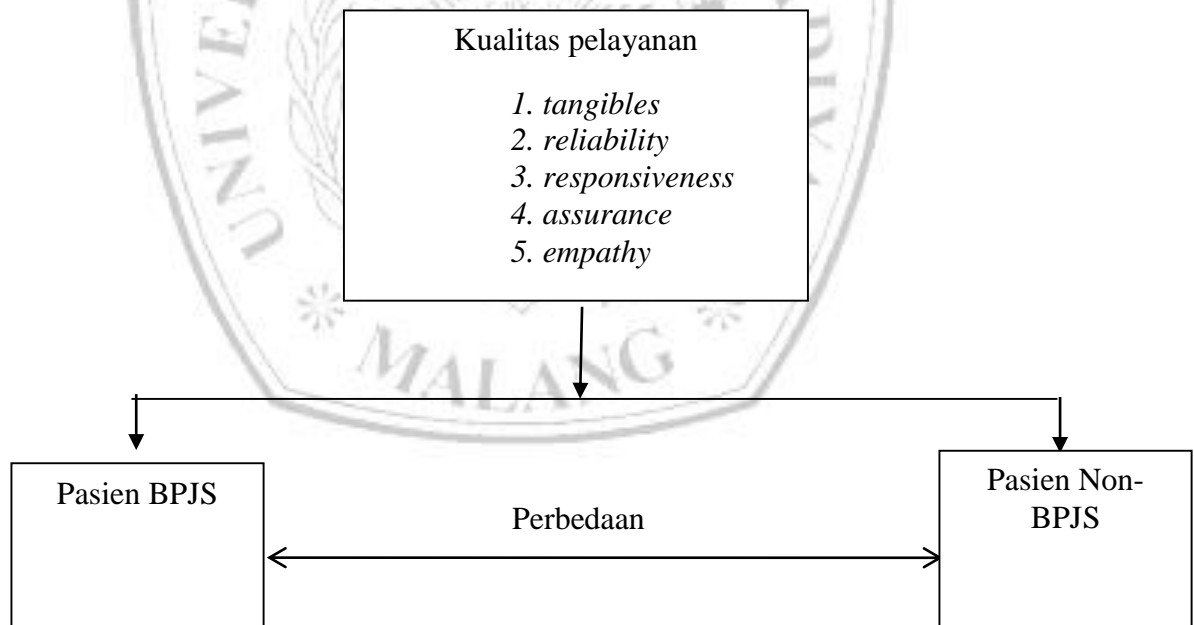 Kualitas pelayanan
1. tangibles
2. reliability
3. responsiveness
4. assurance
5. empathy
MALANG
Pasien BPJS
Perbedaan
Pasien Non-
BPJS